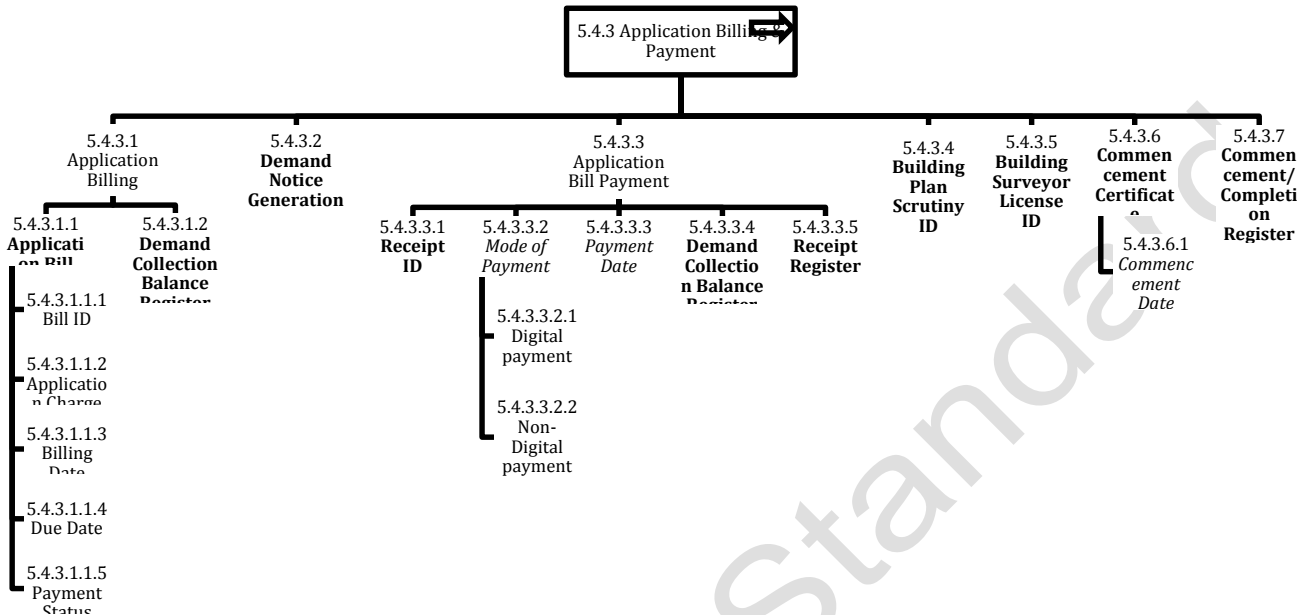 5.4.3 Application Billing &
Payment
5.4.3.1
Application
Billing
5.4.3.2
Demand
Notice
Generation
5.4.3.3
Application
Bill Payment
5.4.3.4
Building
Plan
Scrutiny
ID
5.4.3.5
Building
Surveyor
License
ID
5.4.3.6
Commen
cement
Certificat
e
5.4.3.7
Commen
cement/
Completi
on
Register
5.4.3.1.1
Applicati
on Bill
5.4.3.1.2
Demand
Collection
Balance
Register
5.4.3.3.1
Receipt
ID
5.4.3.3.2
Mode of
Payment
5.4.3.3.3
Payment
Date
5.4.3.3.4
Demand
Collectio
n Balance
Register
5.4.3.3.5
Receipt
Register
5.4.3.6.1
Commenc
ement
Date
5.4.3.1.1.1
Bill ID
5.4.3.1.1.2
Applicatio
n Charge
5.4.3.1.1.3
Billing
Date
5.4.3.1.1.4
Due Date
5.4.3.1.1.5
Payment
Status
5.4.3.3.2.1
Digital
payment
5.4.3.3.2.2
Non-
Digital
payment
Standard